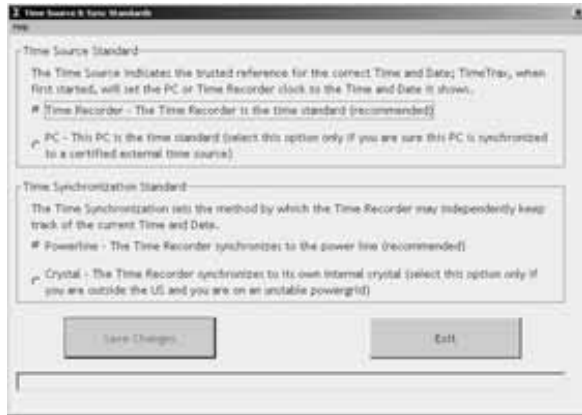 Time Source & Sync Standards
Help
Time Source Standard
The Time Source indicates the trusted reference for the correct Time and Date; TimeTrax, when
first started, will set the PC or Time Recorder clock to the Time and Date is shown.
Time Recorder - The Time Recorder is the time standard (recommended)
PC - This PC is the time standard (select this option only if you are sure this PC is synchronized
to a certified external time source)
Time Synchronization Standard
The Time Synchronization sets the method by which the Time Recorder may independently keep
track of the current Time and Date.
Powerline - The Time Recorder synchronizes to the power line (recommended)
Crystal - The Time Recorder synchronizes to its own internal crystal (select this option only if
you are outside the US and you are on an unstable powergrid)
Save Changes
Exit